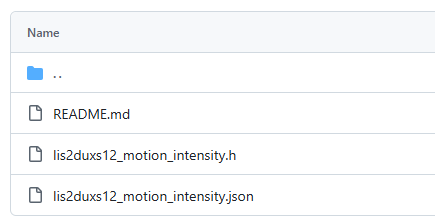 Name
..
README.md
lis2duxs12_motion_intensity.h
lis2duxs12_motion_intensity.json